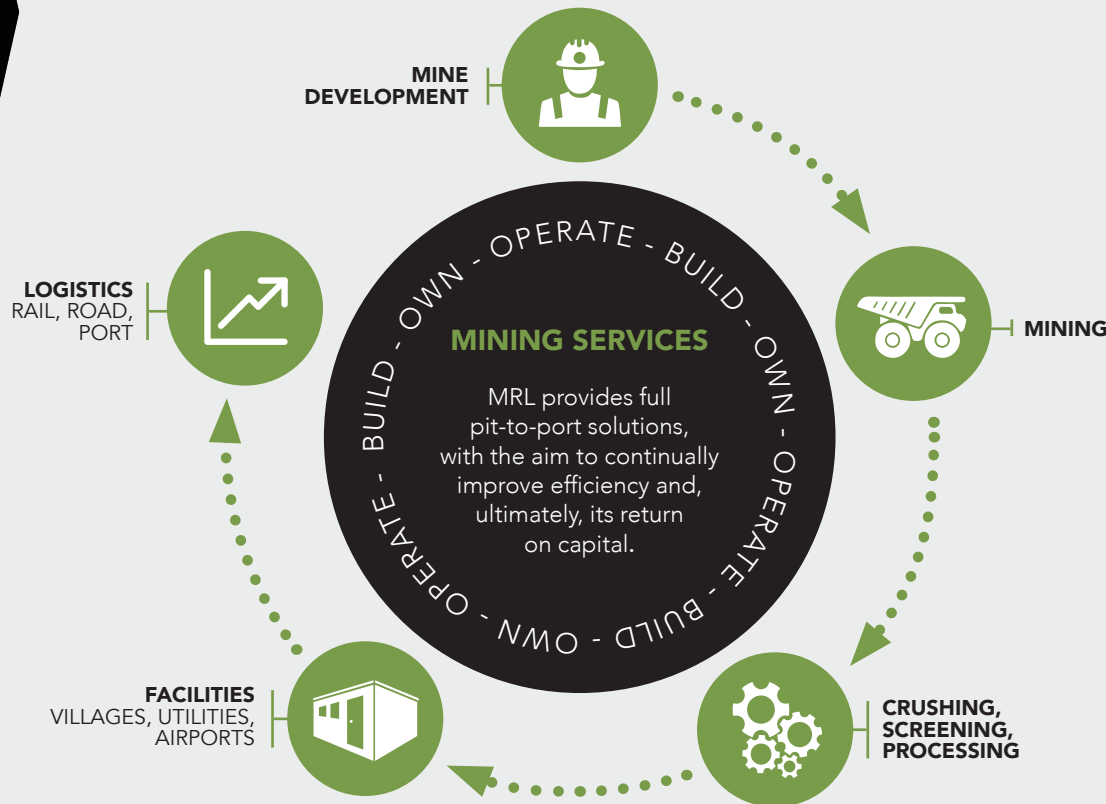 MINE
DEVELOPMENT
MINING
CRUSHING,
SCREENING,
PROCESSING
FACILITIES
VILLAGES, UTILITIES,
AIRPORTS
LOGISTICS
RAIL, ROAD,
PORT
BUILD - OWN - OPERATE - BUILD - OWN - OPERATE - BUILD - OWN - OPERATE -
MINING SERVICES
MRL provides full
pit-to-port solutions,
with the aim to continually
improve efficiency and,
ultimately, its return
on capital.